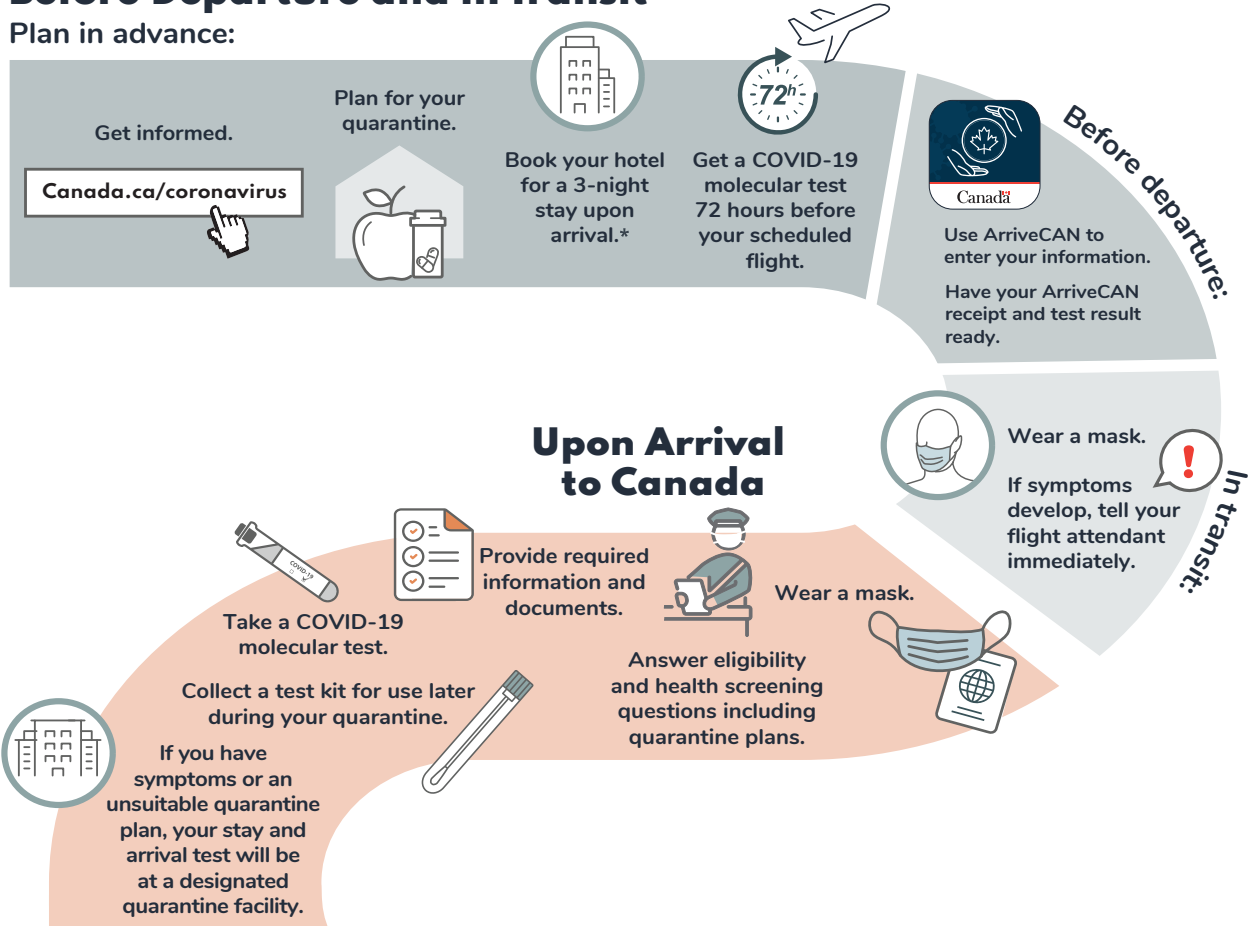 Before Departure and In Transit
Plan in advance:
Get informed.
Canada.ca/coronavirus
Plan for your
quarantine.
Book your hotel
for a 3-night
stay upon
arrival.*
72h
Get a COVID-19
molecular test
72 hours before
your scheduled
flight.
Before departure:
Canada
Use ArriveCAN to
enter your information.
Have your ArriveCAN
receipt and test result
ready.
In transit:
Wear a mask.
!
If symptoms
develop, tell your
flight attendant
immediately.
Upon Arrival
to Canada
Wear a mask.
Provide required
information and
documents.
Answer eligibility
and health screening
questions including
quarantine plans.
COVID-19
Take a COVID-19
molecular test.
Collect a test kit for use later
during your quarantine.
If you have
symptoms or an
unsuitable quarantine
plan, your stay and
arrival test will be
at a designated
quarantine facility.